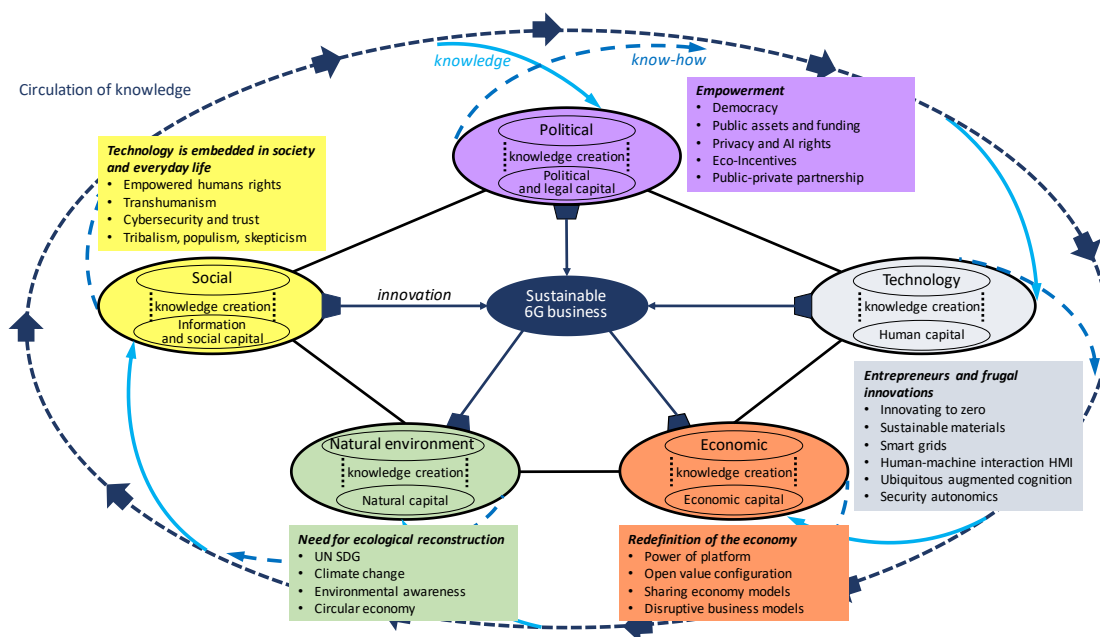 knowledge
know-how
Circulation of knowledge
Empowerment
• Democracy
• Public assets and funding
• Privacy and AI rights
• Eco-Incentives
• Public-private partnership
Political
knowledge creation
Political
and legal capital
Technology is embedded in society
and everyday life
• Empowered humans rights
• Transhumanism
• Cybersecurity and trust
• Tribalism, populism, skepticism
Social
knowledge creation
Information
and social capital
innovation
Sustainable
6G business
Technology
knowledge creation
Human capital
Entrepreneurs and frugal
innovations
• Innovating to zero
• Sustainable materials
• Smart grids
• Human-machine interaction HMI
• Ubiquitous augmented cognition
• Security autonomics
Natural environment
knowledge creation
Natural capital
Economic
knowledge creation
Economic capital
Need for ecological reconstruction
• UN SDG
• Climate change
• Environmental awareness
• Circular economy
Redefinition of the economy
• Power of platform
• Open value configuration
• Sharing economy models
• Disruptive business models